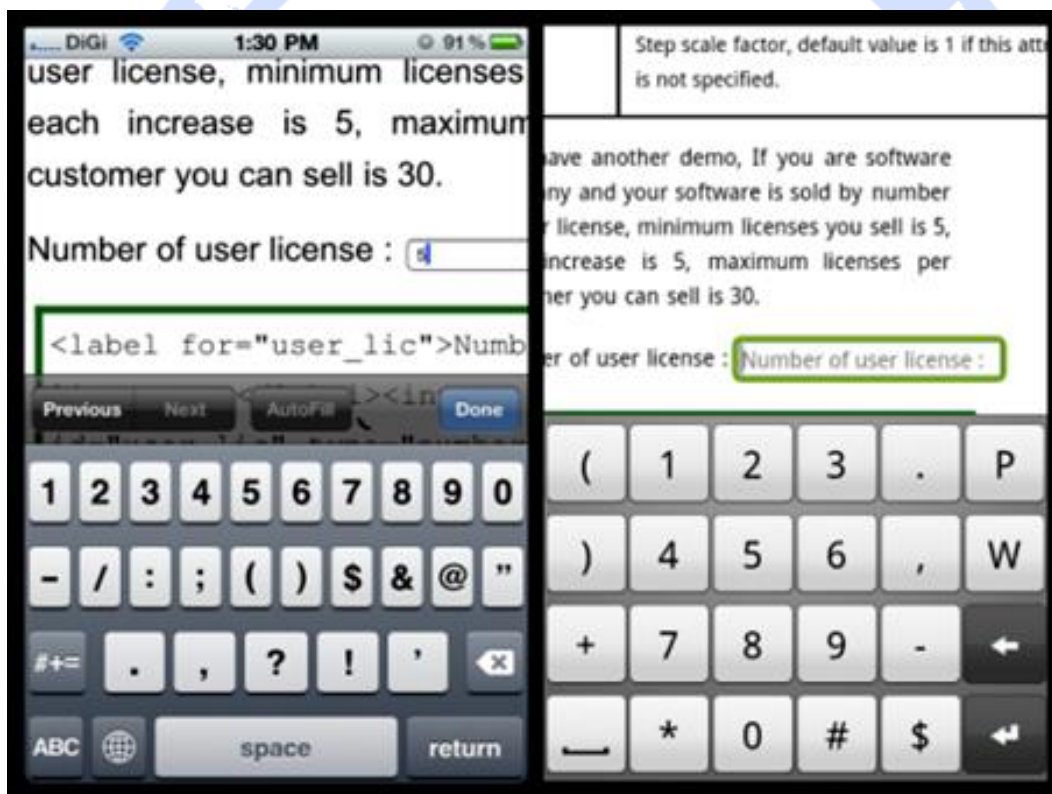 DiGi 1:30 PM 91%
user license, minimum licenses
each increase is 5, maximum
customer you can sell is 30.
Number of user license : 5
<label for="user_lic">Numb
Previous Next AutoFill Done
1 2 3 4 5 6 7 8 9 0
- / : ; ( ) $ & @ "
#+= . , ? ! '
ABC space return
Step scale factor, default value is 1 if this attr
is not specified.
ave another demo, If you are software
ny and your software is sold by number
r license, minimum licenses you sell is 5,
increase is 5, maximum licenses per
ner you can sell is 30.
er of user license : Number of user license :
( 1 2 3 . P
) 4 5 6 , W
+ 7 8 9 -
* 0 # $